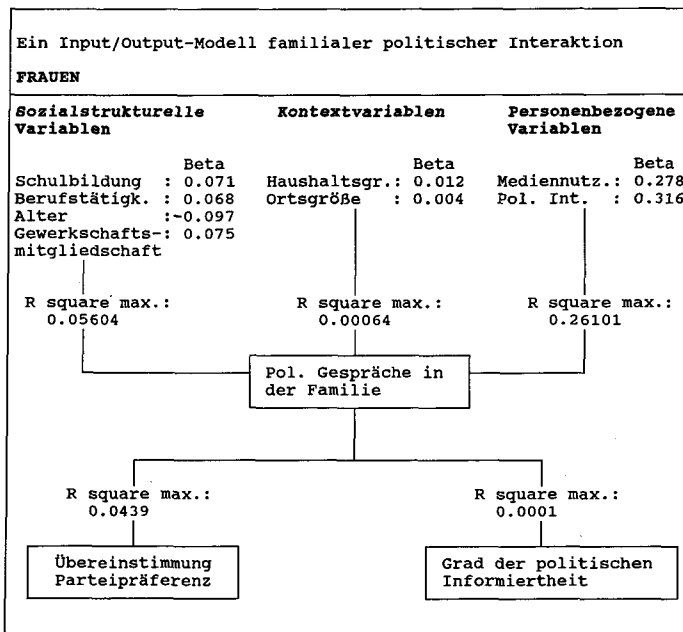 Ein Input/Output-Modell familialer politischer Interaktion
FRAUEN
Sozialstrukturelle Variablen
Beta
Schulbildung : 0.071
Berufstätigk. : 0.068
Alter :-0.097
Gewerkschafts-: 0.075
mitgliedschaft
R square max.:
0.05604
Kontextvariablen
Beta
Haushaltsgr.: 0.012
Ortsgröße : 0.004
R square max.:
0.00064
Personenbezogene
Variablen
Beta
Mediennutz.: 0.278
Pol. Int. : 0.316
R square max.:
0.26101
Pol. Gespräche in
der Familie
R square max.:
0.0439
Übereinstimmung
Parteipräferenz
R square max.:
0.0001
Grad der politischen
Informiertheit